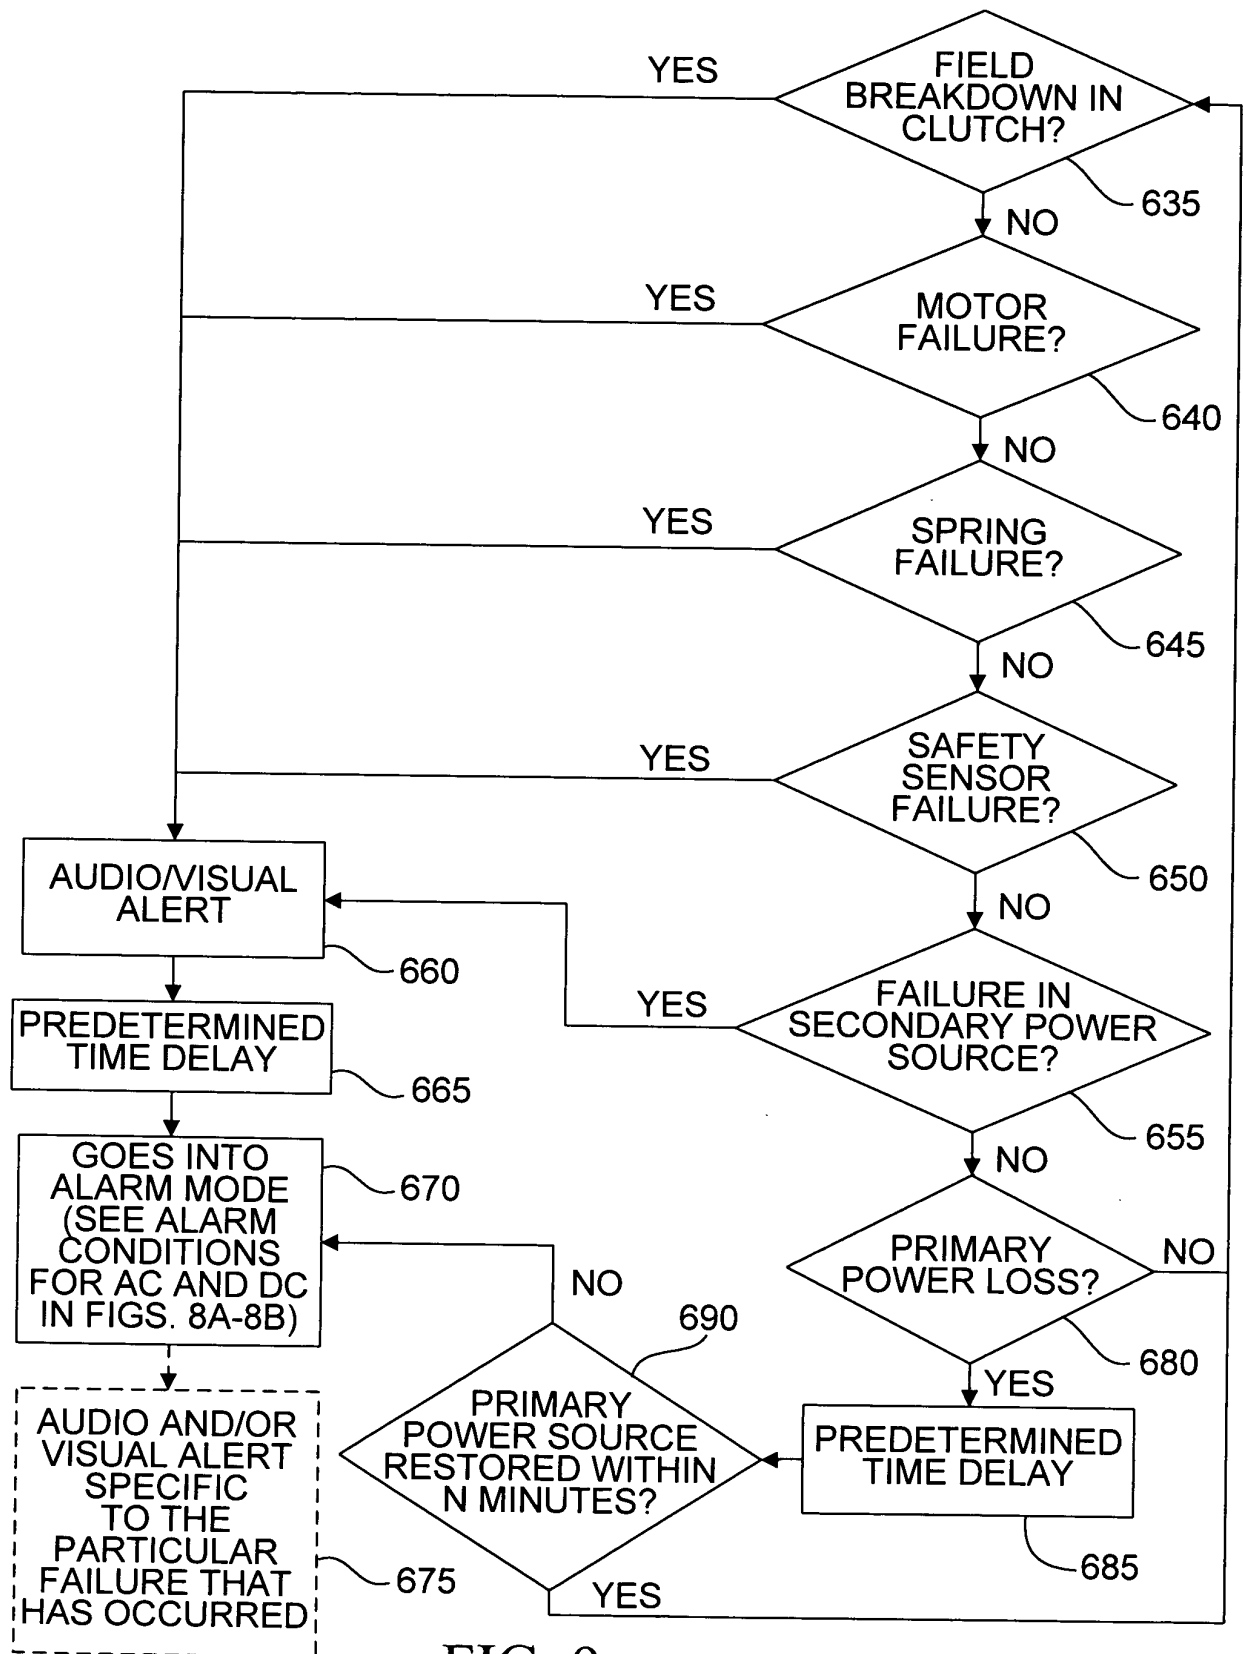 FIELD
BREAKDOWN IN
CLUTCH?
YES
635
NO
MOTOR
FAILURE?
YES
640
NO
SPRING
FAILURE?
YES
645
NO
SAFETY
SENSOR
FAILURE?
YES
650
NO
AUDIO/VISUAL
ALERT
660
FAILURE IN
SECONDARY POWER
SOURCE?
YES
655
NO
PREDETERMINED
TIME DELAY
665
GOES INTO
ALARM MODE
(SEE ALARM
CONDITIONS
FOR AC AND DC
IN FIGS. 8A-8B)
670
PRIMARY
POWER LOSS?
NO
680
YES
NO
690
PRIMARY
POWER SOURCE
RESTORED WITHIN
N MINUTES?
PREDETERMINED
TIME DELAY
685
YES
AUDIO AND/OR
VISUAL ALERT
SPECIFIC
TO THE
PARTICULAR
FAILURE THAT
HAS OCCURRED
675
FIG. 9